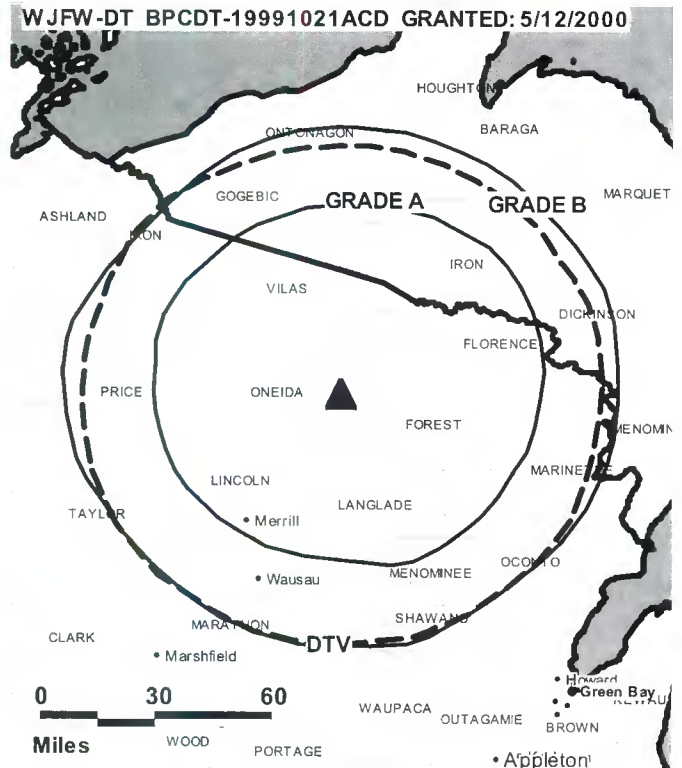 WJFW-DT BPCDT-19991021ACD GRANTED: 5/12/2000
HOUGHTON
ONTONAGON
BARAGA
GOGEBIC
GRADE A
GRADE B
MARQUET
ASHLAND
IRON
IRON
VILAS
DICKINSON
FLORENCE
PRICE
ONEIDA
FOREST
MENOMIN
MARINETTE
LINCOLN
LANGLADE
TAYLOR
Merrill
OCONTO
MENOMINEE
Wausau
MARATHON
SHAWANO
CLARK
DTV
Marshfield
Howard
Green Bay
KEWAU
0 30 60
WAUPACA
OUTAGAMIE
BROWN
Miles
WOOD
PORTAGE
Appleton